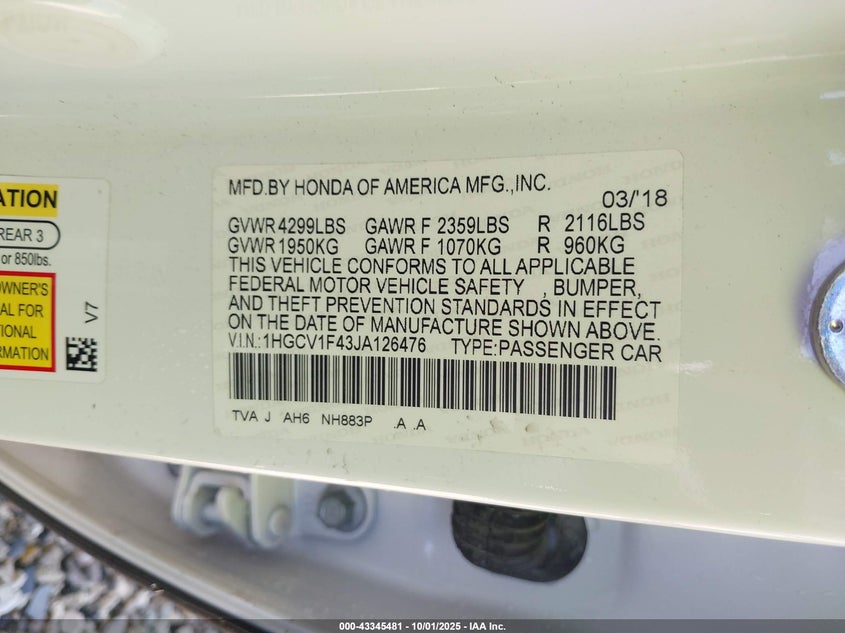 ATION
REAR 3
or 850lbs.
OWNER'S
AL FOR
TIONAL
ORMATION
V7
MFD.BY HONDA OF AMERICA MFG.,INC.
03/'18
GVWR 4299LBS GAWR F 2359LBS R 2116LBS
GVWR 1950KG GAWR F 1070KG R 960KG
THIS VEHICLE CONFORMS TO ALL APPLICABLE
FEDERAL MOTOR VEHICLE SAFETY , BUMPER,
AND THEFT PREVENTION STANDARDS IN EFFECT
ON THE DATE OF MANUFACTURE SHOWN ABOVE.
V.I.N.:1HGCV1F43JA126476 TYPE:PASSENGER CAR
TVA J AH6 NH883P .A .A
000-43345481 - 10/01/2025 - IAA Inc.